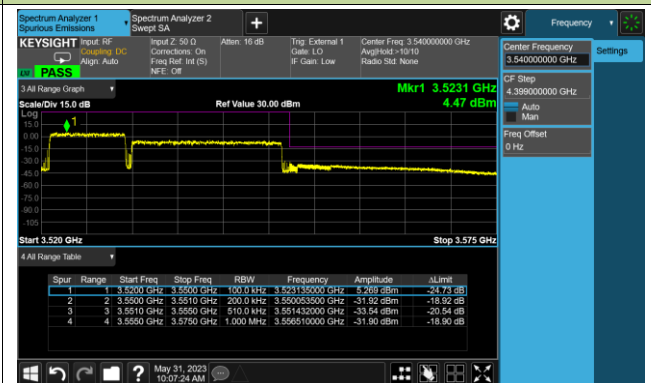 Spectrum Analyzer 1
Spurious Emissions
Spectrum Analyzer 2
Swept SA
+
Frequency
KEYSIGHT
Input: RF
Coupling: DC
Align: Auto
Input Z: 50 Ω
Corrections: On
Freq Ref: Int (S)
NFE: Off
Atten: 16 dB
Trig: External 1
Gate: LO
IF Gain: Low
Center Freq: 3.540000000 GHz
Avg|Hold:>10/10
Radio Std: None
LXI
PASS
Center Frequency
3.540000000 GHz
Settings
CF Step
4.399000000 GHz
Auto
Man
Freq Offset
0 Hz
3 All Range Graph
Mkr1 3.5231 GHz
4.47 dBm
Scale/Div 15.0 dB
Ref Value 30.00 dBm
Log
15.0
0.00
-15.0
-30.0
-45.0
-60.0
-75.0
-90.0
-105
1
Start 3.520 GHz
Stop 3.575 GHz
4 All Range Table
Spur Range Start Freq Stop Freq RBW Frequency Amplitude ΔLimit
1 1 3.5200 GHz 3.5500 GHz 100.0 kHz 3.523135000 GHz 5.269 dBm -24.73 dB
2 2 3.5500 GHz 3.5510 GHz 200.0 kHz 3.550053500 GHz -31.92 dBm -18.92 dB
3 3 3.5510 GHz 3.5550 GHz 510.0 kHz 3.551432000 GHz -33.54 dBm -20.54 dB
4 4 3.5550 GHz 3.5750 GHz 1.000 MHz 3.566510000 GHz -31.90 dBm -18.90 dB
?
May 31, 2023
10:07:24 AM